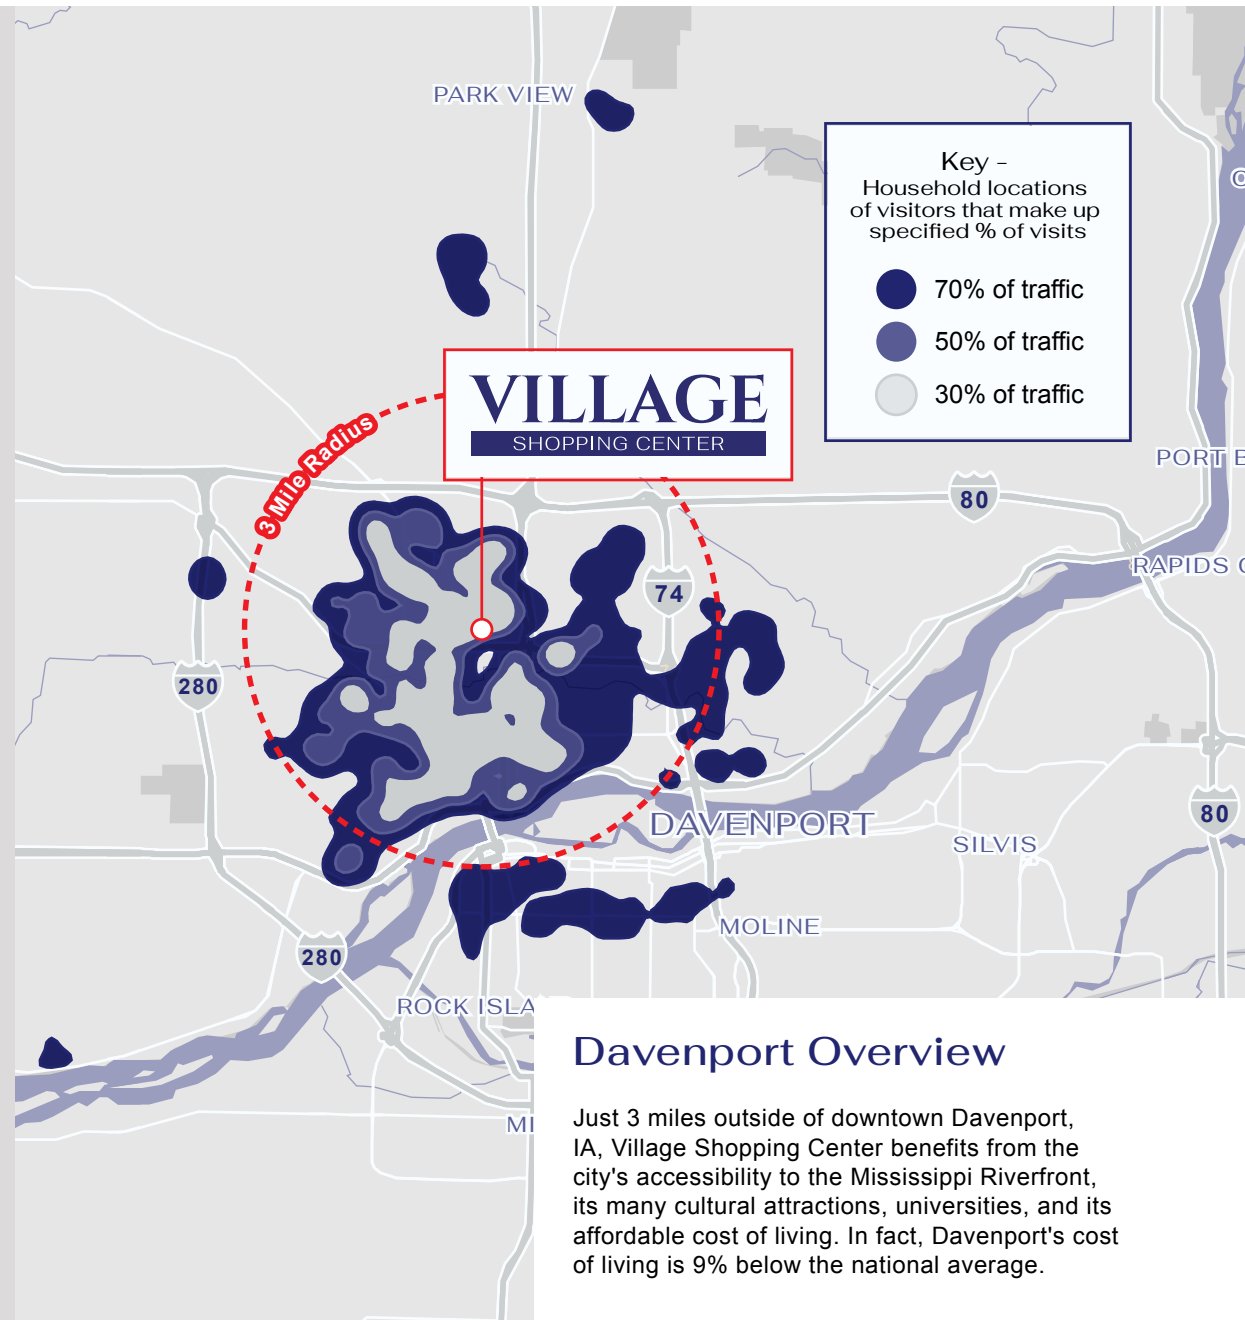 PARK VIEW
Key -
Household locations
of visitors that make up
specified % of visits
70% of traffic
50% of traffic
30% of traffic
VILLAGE
SHOPPING CENTER
3 Mile Radius
PORT B
80
RAPIDS
74
280
DAVENPORT
80
SILVIS
MOLINE
280
ROCK ISLA
MI
Davenport Overview
Just 3 miles outside of downtown Davenport,
IA, Village Shopping Center benefits from the
city's accessibility to the Mississippi Riverfront,
its many cultural attractions, universities, and its
affordable cost of living. In fact, Davenport's cost
of living is 9% below the national average.